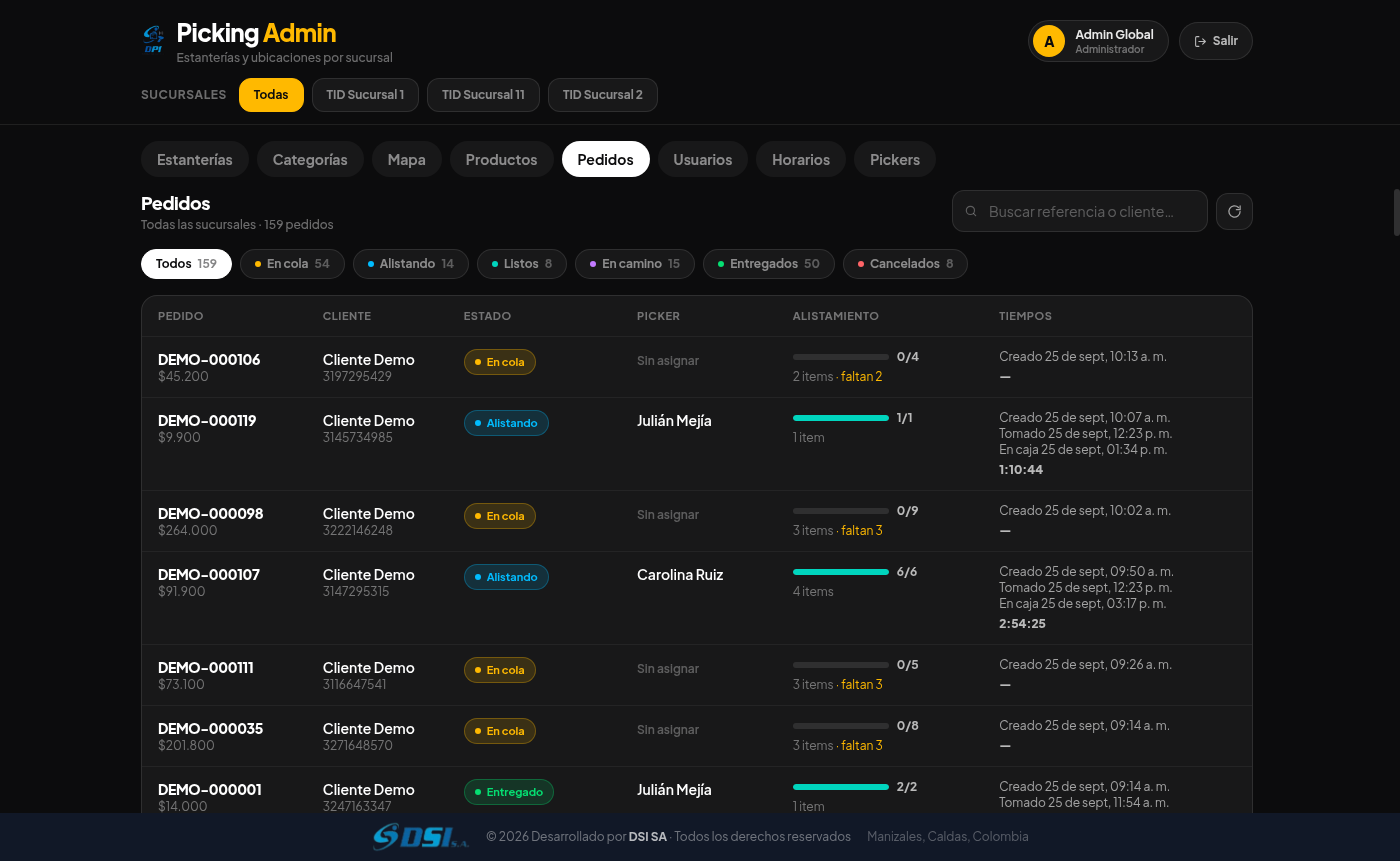 DPI
Picking Admin
Estanterías y ubicaciones por sucursal
A
Admin Global
Administrador
Salir
SUCURSALES Todas TID Sucursal 1 TID Sucursal 11 TID Sucursal 2
Estanterías Categorías Mapa Productos Pedidos Usuarios Horarios Pickers
Pedidos
Todas las sucursales · 159 pedidos
Buscar referencia o cliente…
Todos 159 En cola 54 Alistando 14 Listos 8 En camino 15 Entregados 50 Cancelados 8
PEDIDO CLIENTE ESTADO PICKER ALISTAMIENTO TIEMPOS
DEMO-000106 Cliente Demo En cola Sin asignar 0/4 Creado 25 de sept, 10:13 a. m.
$45.200 3197295429 2 items · faltan 2 —
DEMO-000119 Cliente Demo Alistando Julián Mejía 1/1 Creado 25 de sept, 10:07 a. m.
$9.900 3145734985 1 item Tomado 25 de sept, 12:23 p. m.
En caja 25 de sept, 01:34 p. m.
1:10:44
DEMO-000098 Cliente Demo En cola Sin asignar 0/9 Creado 25 de sept, 10:02 a. m.
$264.000 3222146248 3 items · faltan 3 —
DEMO-000107 Cliente Demo Alistando Carolina Ruiz 6/6 Creado 25 de sept, 09:50 a. m.
$91.900 3147295315 4 items Tomado 25 de sept, 12:23 p. m.
En caja 25 de sept, 03:17 p. m.
2:54:25
DEMO-000111 Cliente Demo En cola Sin asignar 0/5 Creado 25 de sept, 09:26 a. m.
$73.100 3116647541 3 items · faltan 3 —
DEMO-000035 Cliente Demo En cola Sin asignar 0/8 Creado 25 de sept, 09:14 a. m.
$201.800 3271648570 3 items · faltan 3 —
DEMO-000001 Cliente Demo Entregado Julián Mejía 2/2 Creado 25 de sept, 09:14 a. m.
$14.000 3247163347 1 item Tomado 25 de sept, 11:54 a. m.
DSI S.A. © 2026 Desarrollado por DSI SA · Todos los derechos reservados Manizales, Caldas, Colombia